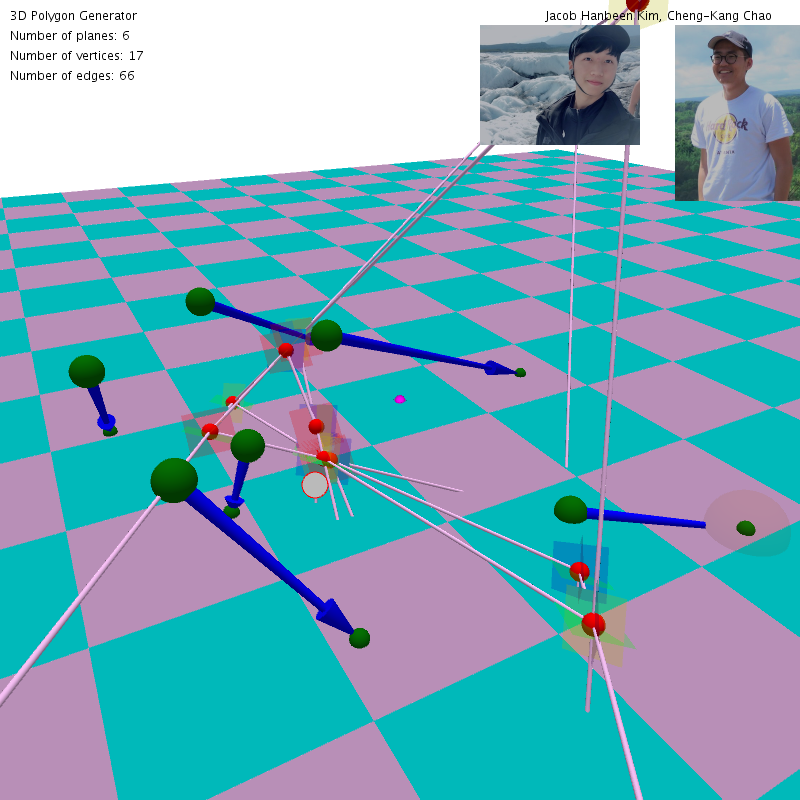 3D Polygon Generator
Jacob Hanbeen Kim, Cheng-Kang Chao
Number of planes: 6
Number of vertices: 17
Number of edges: 66